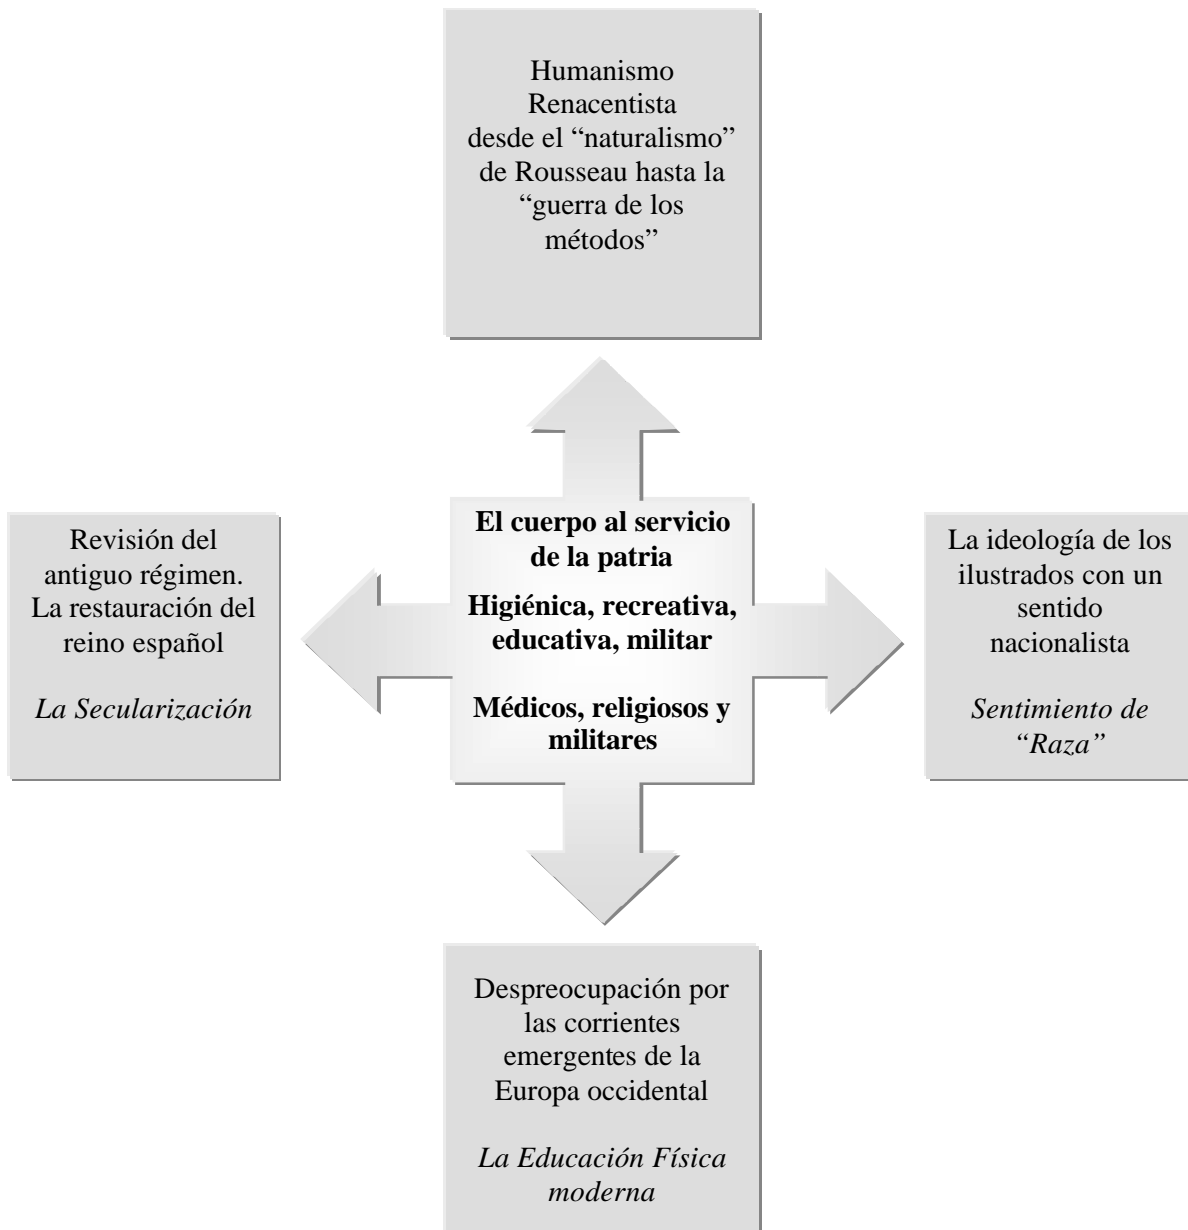 Humanismo
Renacentista
desde el “naturalismo”
de Rousseau hasta la
“guerra de los
métodos”
Revisión del
antiguo régimen.
La restauración del
reino español
La Secularización
El cuerpo al servicio
de la patria
Higiénica, recreativa,
educativa, militar
Médicos, religiosos y
militares
La ideología de los
ilustrados con un
sentido
nacionalista
Sentimiento de
“Raza”
Despreocupación por
las corrientes
emergentes de la
Europa occidental
La Educación Física
moderna